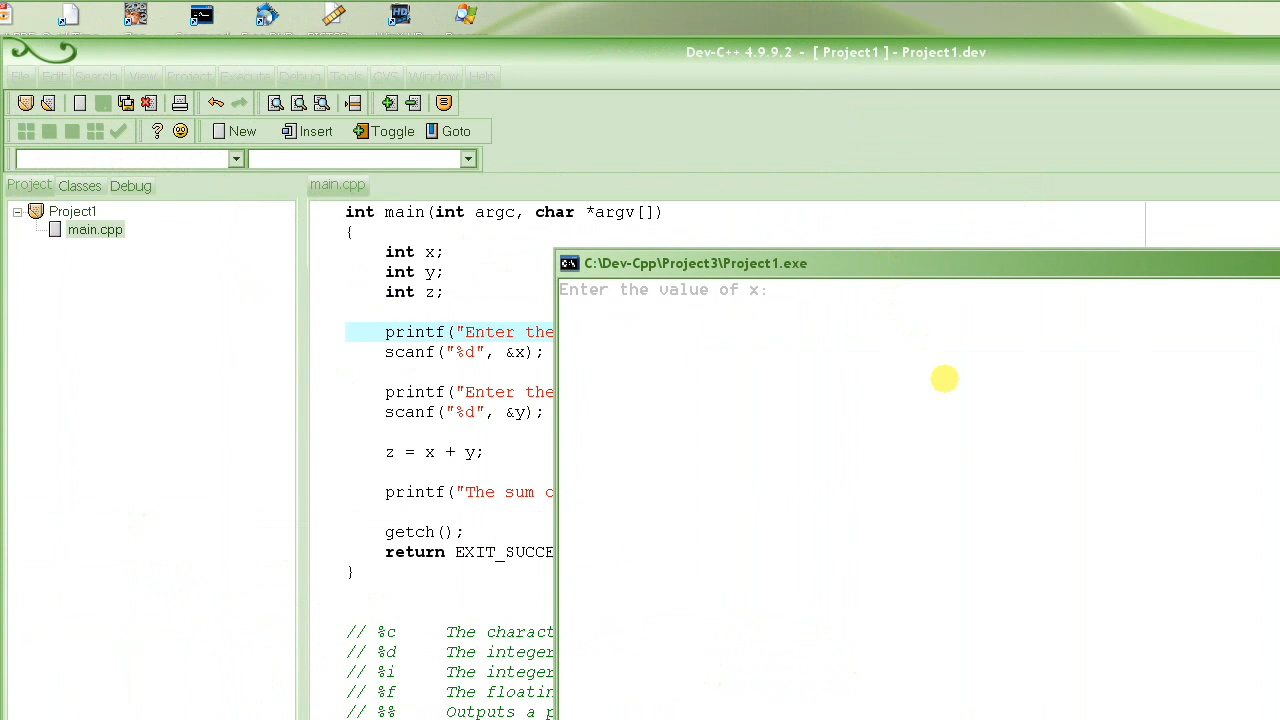 Dev-C++ 4.9.9.2 - [ Project1 ] - Project1.dev
File Edit Search View Project Execute Debug Tools CVS Window Help
New Insert Toggle Goto
Project Classes Debug
main.cpp
Project1
main.cpp
int main(int argc, char *argv[])
{
int x;
int y;
int z;
printf("Enter the
scanf("%d", &x);
printf("Enter the
scanf("%d", &y);
z = x + y;
printf("The sum
getch();
return EXIT_SUCCE
}
// %c The charact
// %d The integer
// %i The integer
// %f The floatin
// %% Outputs a
C:\Dev-Cpp\Project3\Project1.exe
Enter the value of x: